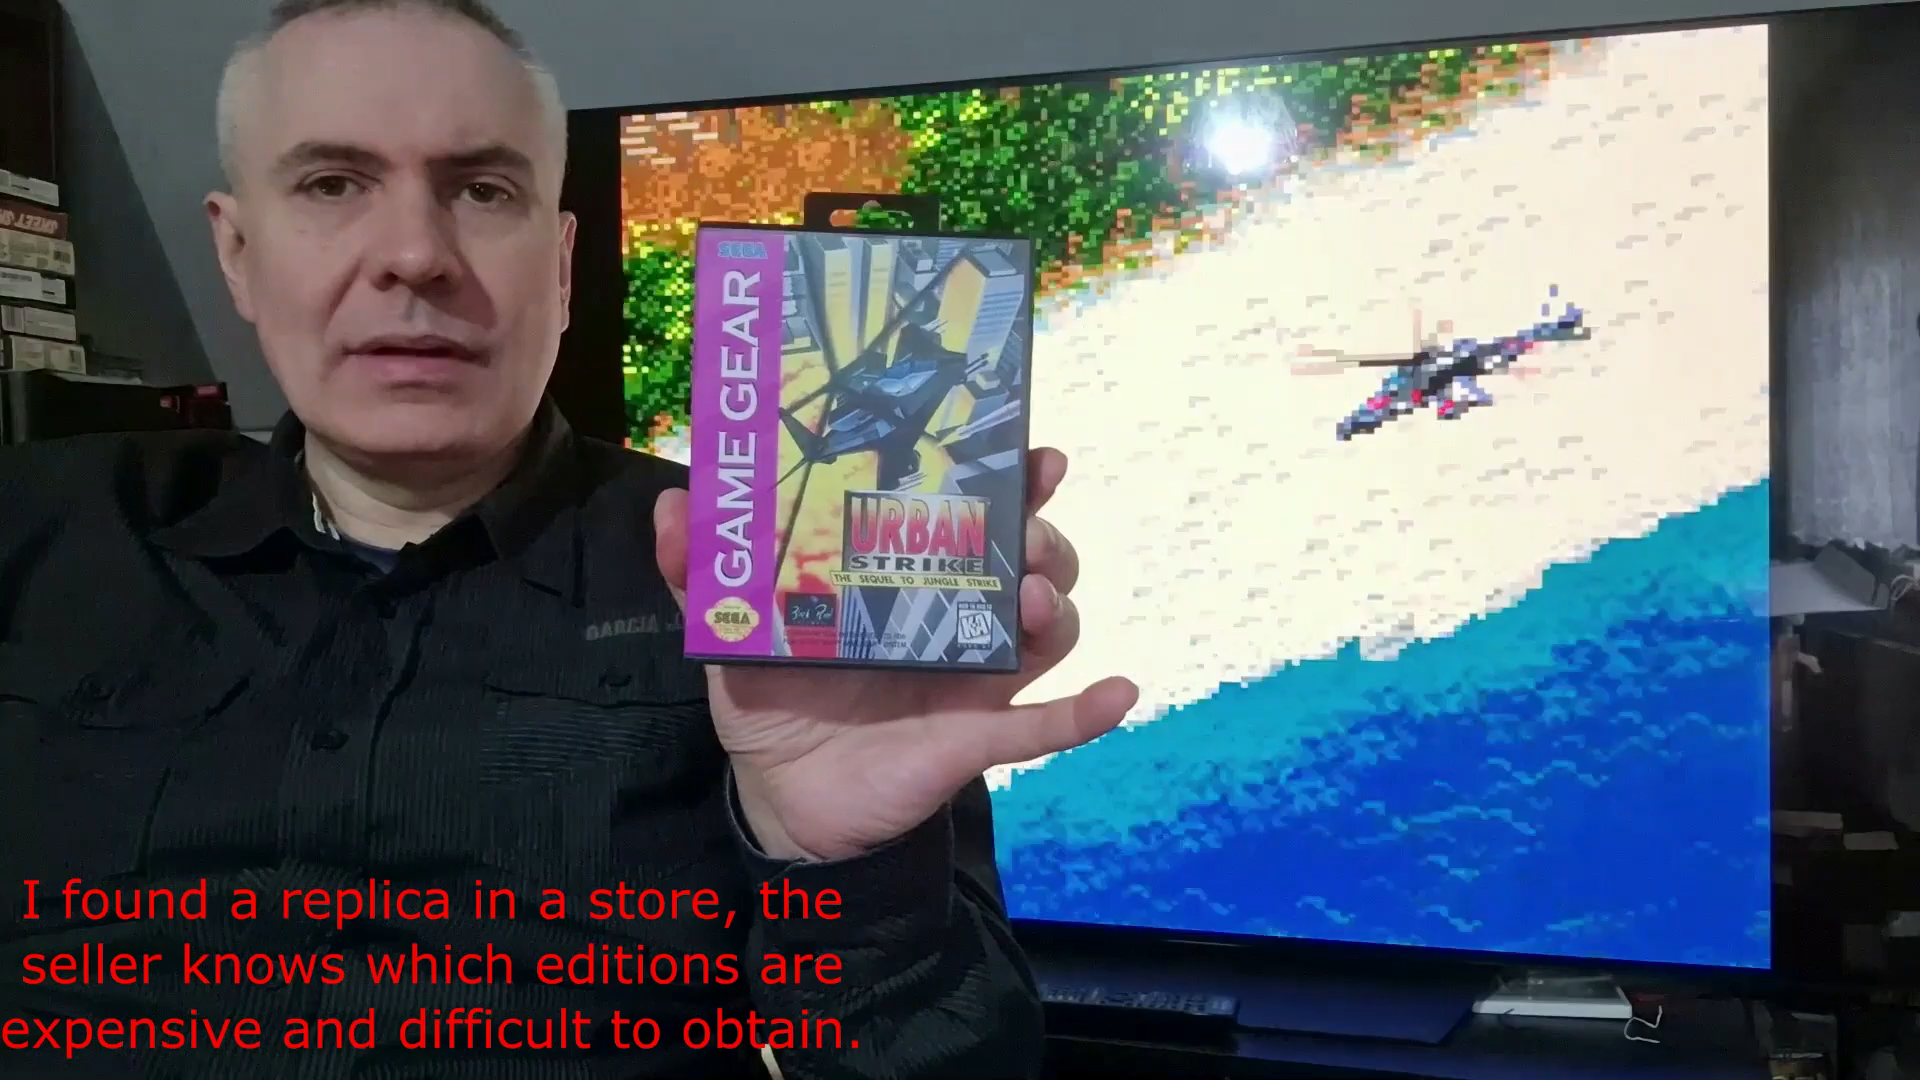 SEGA
GAME GEAR
URBAN
STRIKE
THE SEQUEL TO JUNGLE STRIKE
SEGA
K-A
I found a replica in a store, the
seller knows which editions are
expensive and difficult to obtain.